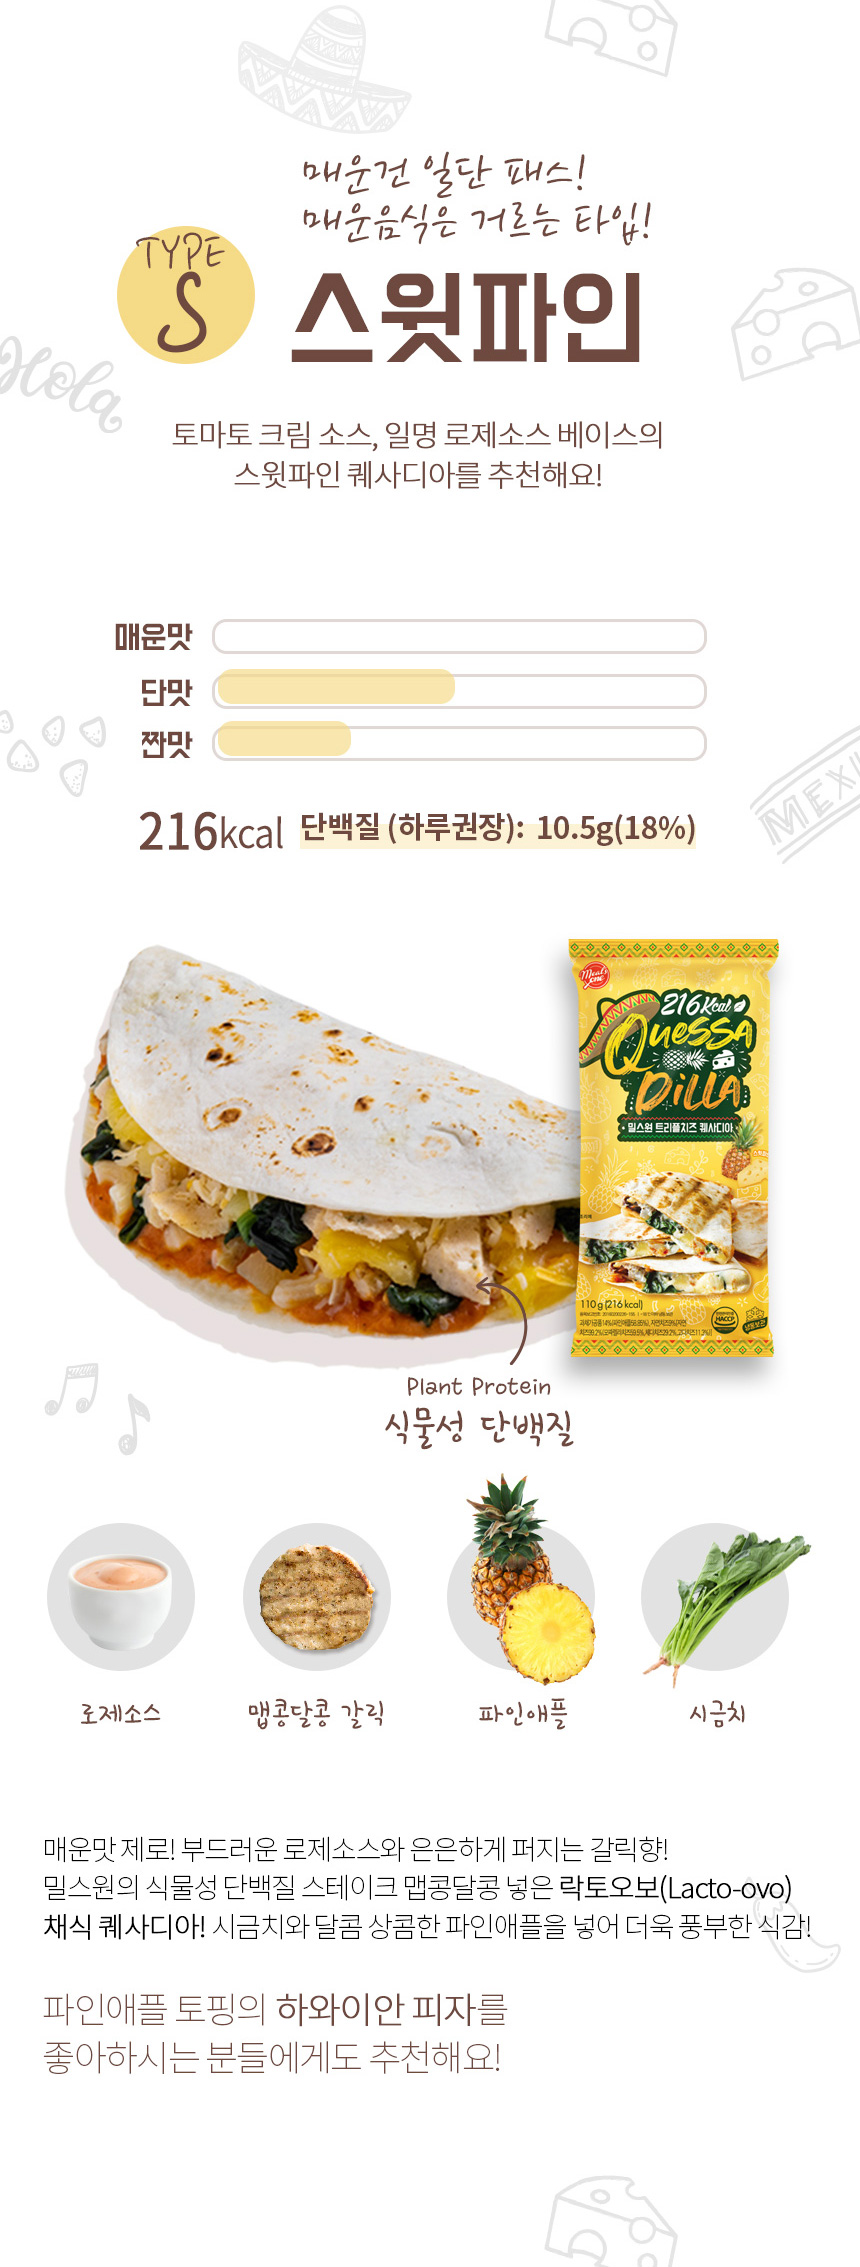 매운건 일단 패스!
매운음식은 거르는 타입!
TYPE
S
스윗파인
Hola
토마토 크림 소스, 일명 로제소스 베이스의
스윗파인 퀘사디아를 추천해요!
매운맛
단맛
짠맛
MEXI
216kcal 단백질 (하루권장): 10.5g(18%)
Meals One
216Kcal
QUESSA
DILLA
밀스원 트리플치즈 퀘사디아
110g (216 kcal)
HACCP
냉동보관
Plant Protein
식물성 단백질
로제소스
맵콩달콩 갈릭
파인애플
시금치
매운맛 제로! 부드러운 로제소스와 은은하게 퍼지는 갈릭향!
밀스원의 식물성 단백질 스테이크 맵콩달콩 넣은 락토오보(Lacto-ovo)
채식 퀘사디아! 시금치와 달콤 상콤한 파인애플을 넣어 더욱 풍부한 식감!
파인애플 토핑의 하와이안 피자를
좋아하시는 분들에게도 추천해요!